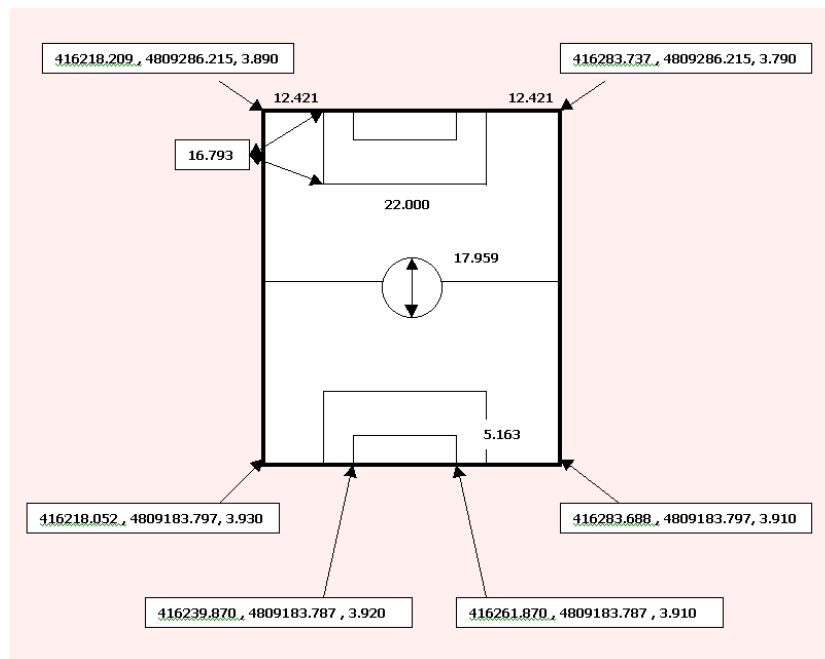 416218.209 , 4809286.215, 3.890
416283.737 , 4809286.215, 3.790
12.421
12.421
16.793
22.000
17.959
5.163
416218.052 , 4809183.797, 3.930
416283.688 , 4809183.797, 3.910
416239.870 , 4809183.787 , 3.920
416261.870 , 4809183.787 , 3.910